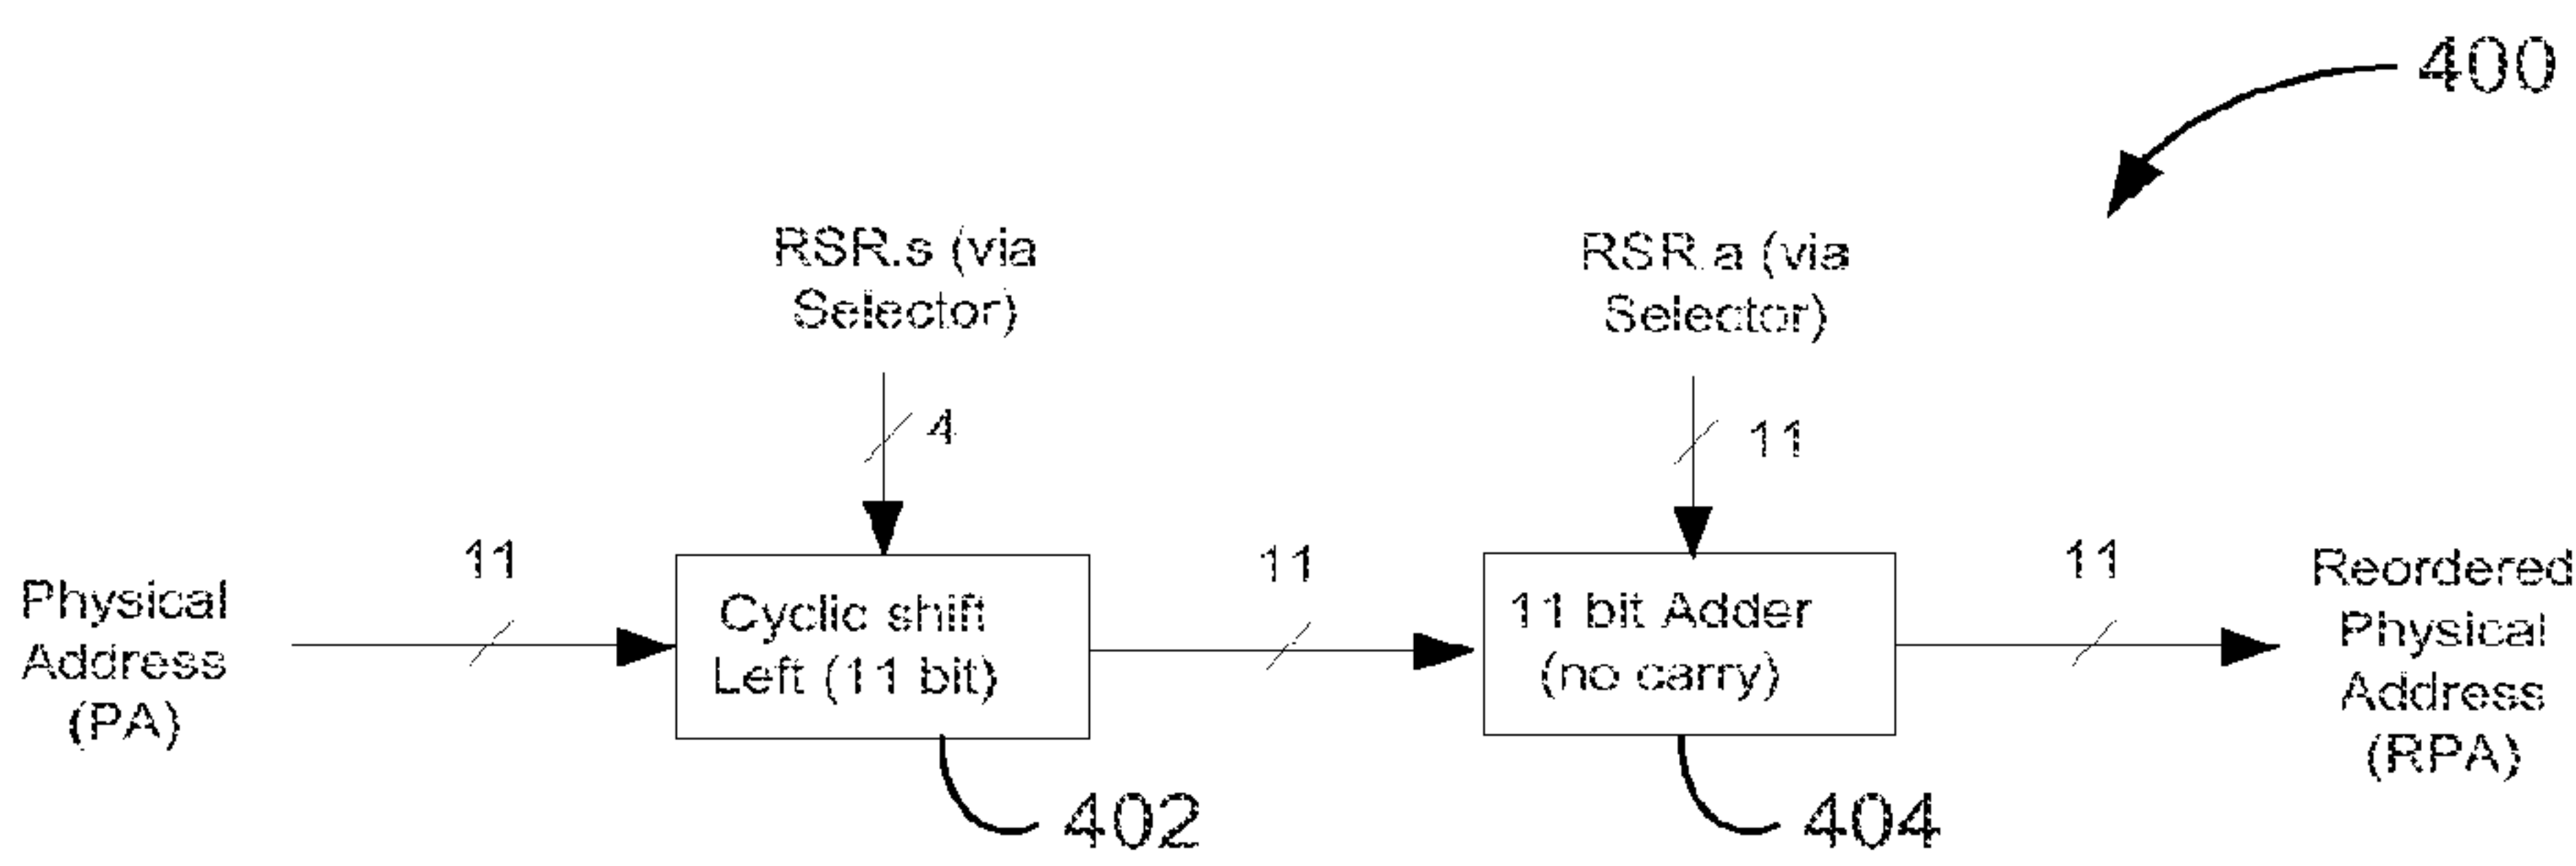 400
RSR.s (via
Selector)
RSR.a (via
Selector)
4
11
Physical
Address
(PA)
11
Cyclic shift
Left (11 bit)
11
11 bit Adder
(no carry)
11
Reordered
Physical
Address
(RPA)
402
404